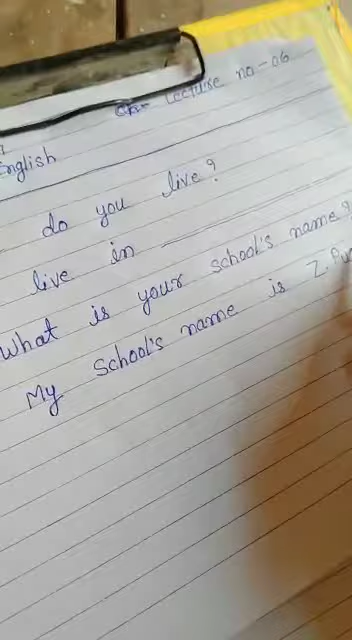 Lecture no-06
English
do you live?
live in
What is your school's name?
My school's name is Z.